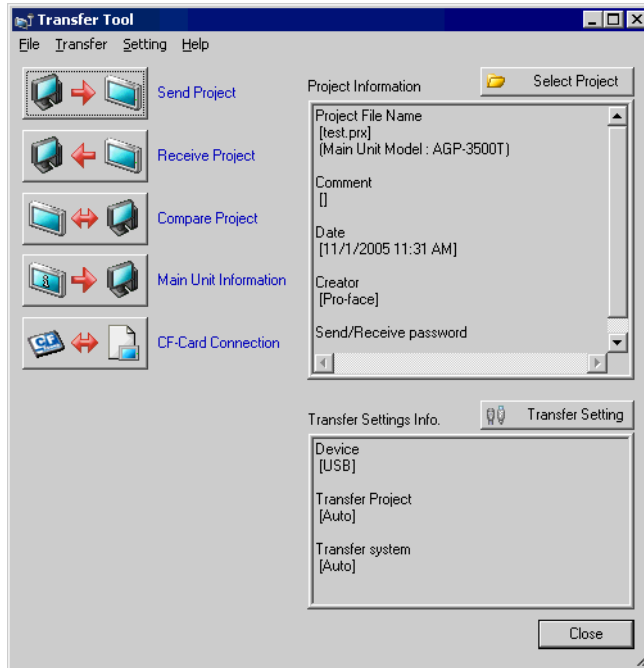 Transfer Tool
File Transfer Setting Help
Send Project
Receive Project
Compare Project
Main Unit Information
CF
CF-Card Connection
Project Information
Select Project
Project File Name
[test.prx]
(Main Unit Model : AGP-3500T)
Comment
[]
Date
[11/1/2005 11:31 AM]
Creator
[Pro-face]
Send/Receive password
Transfer Settings Info.
Transfer Setting
Device
[USB]
Transfer Project
[Auto]
Transfer system
[Auto]
Close